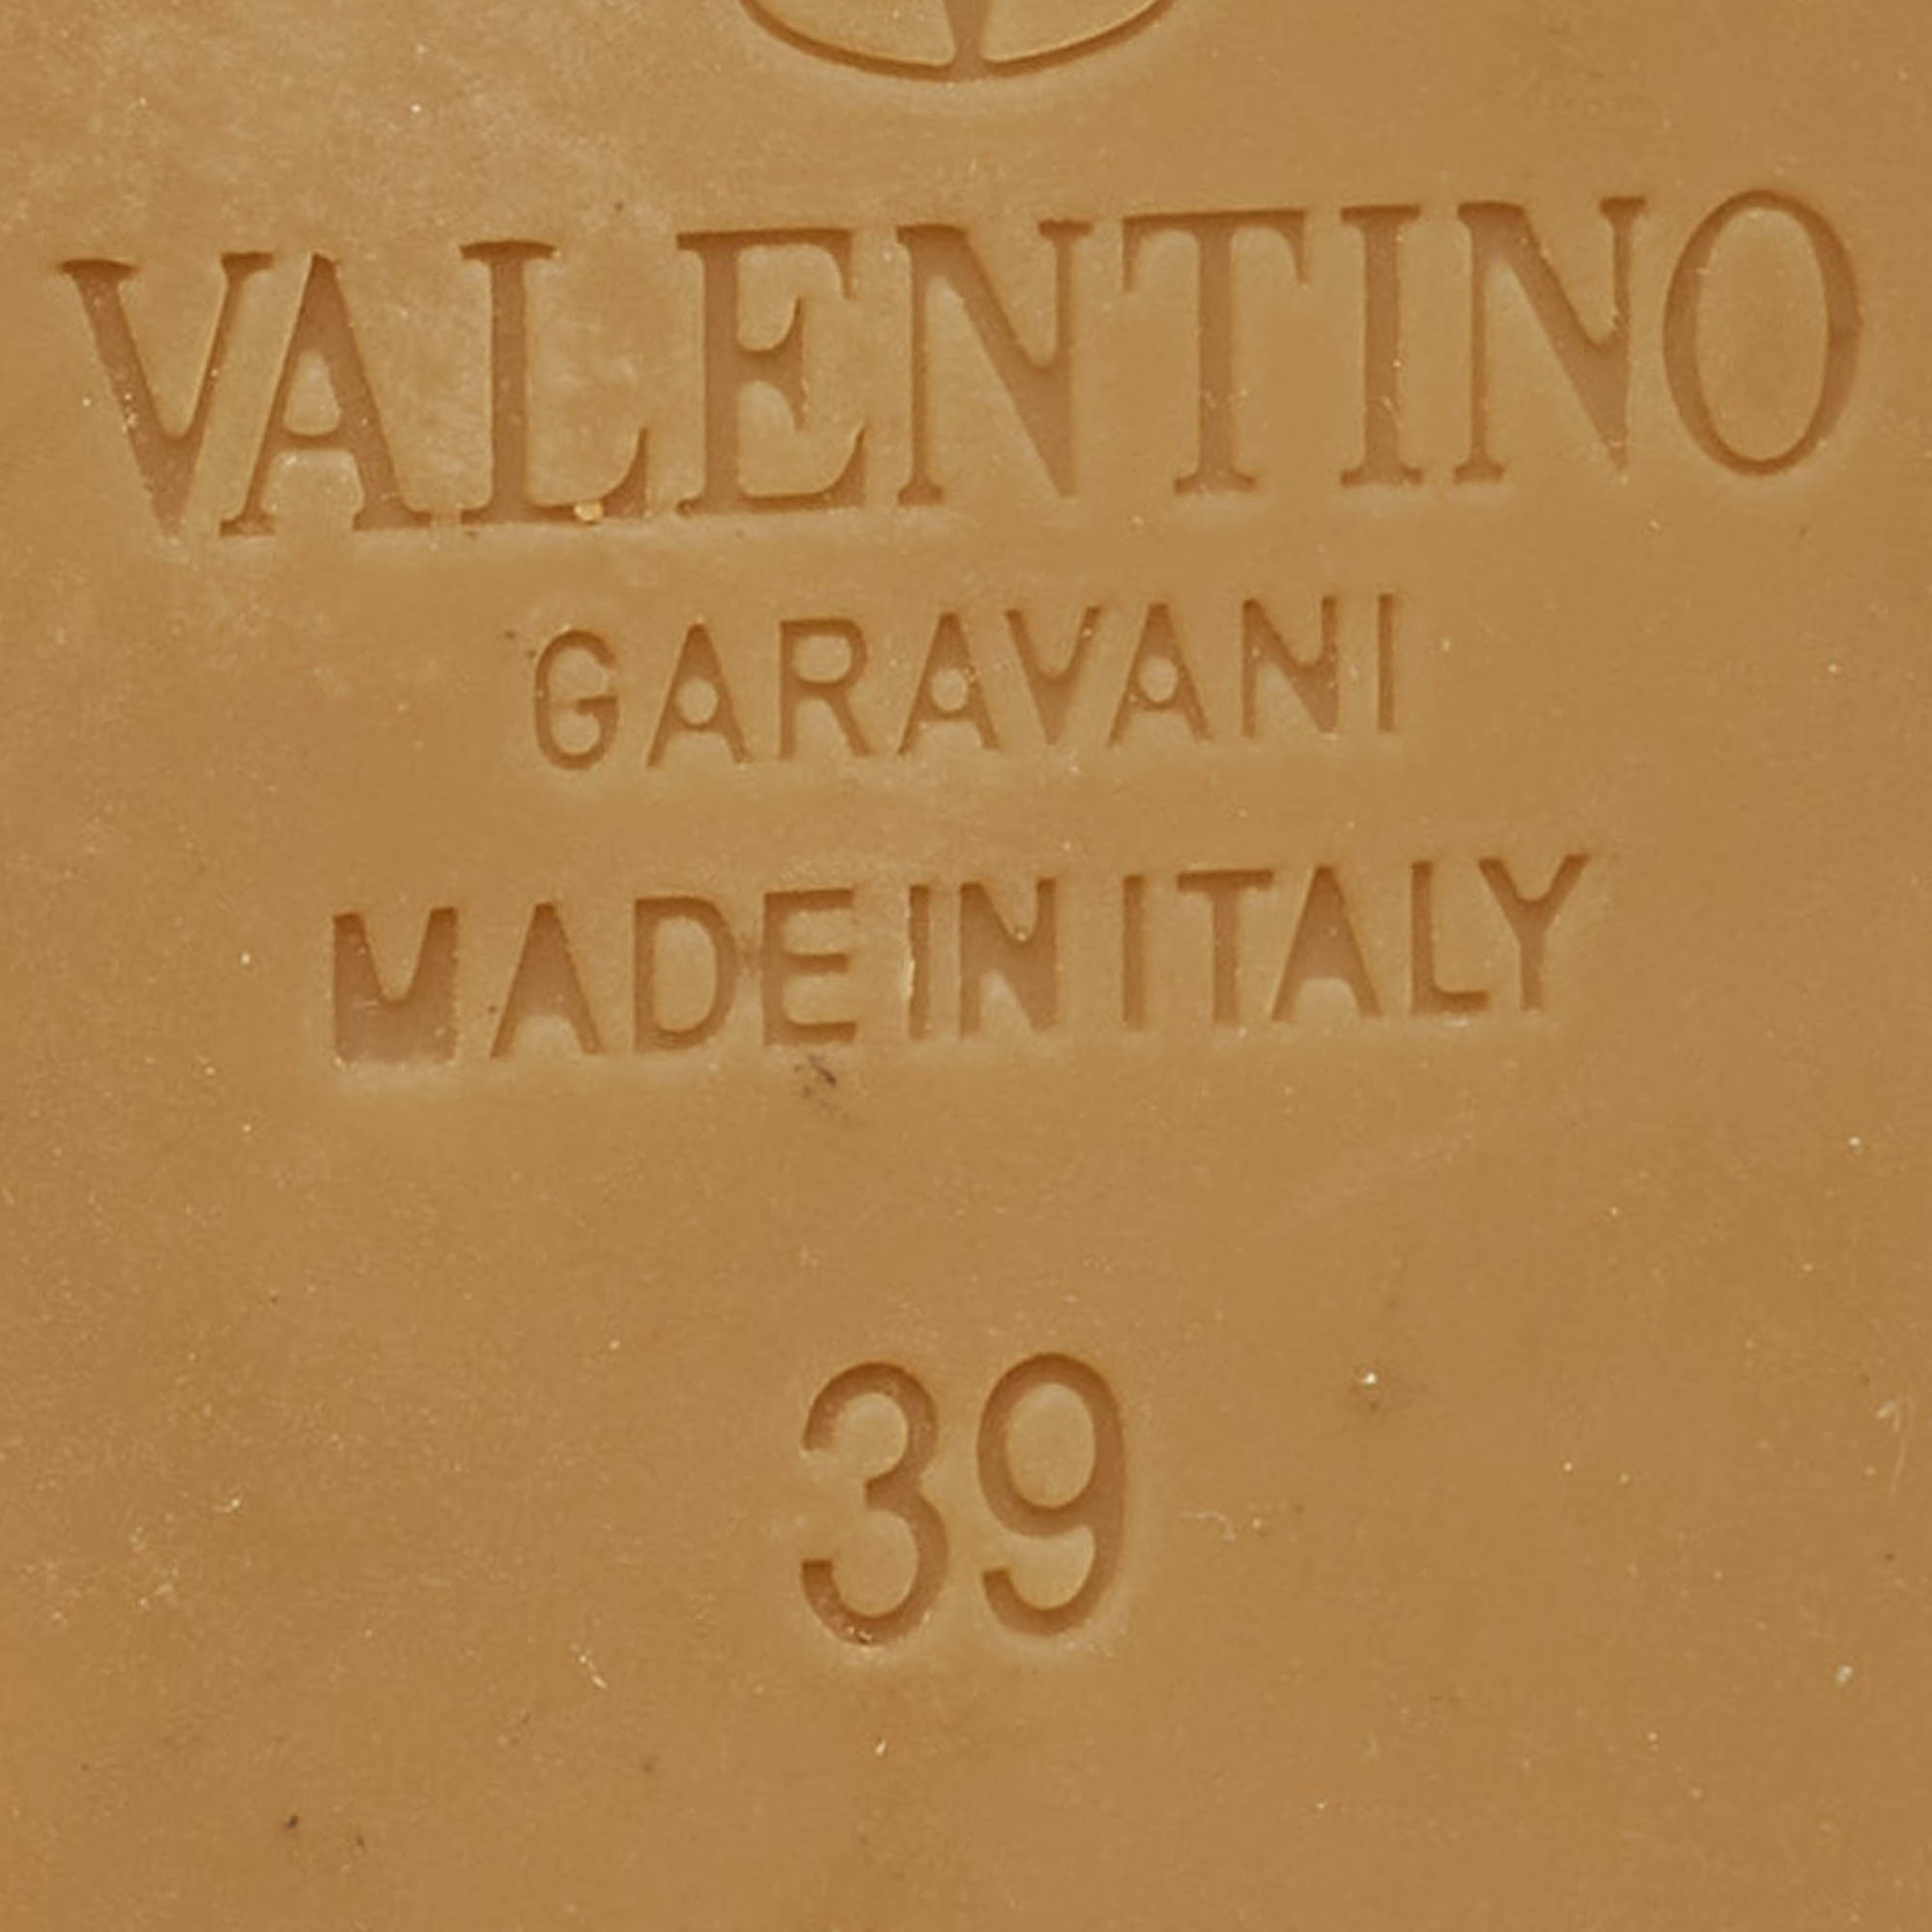 VALENTINO
GARAVANI
MADE IN ITALY
39